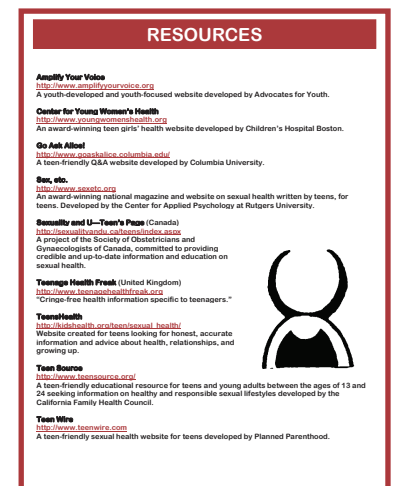 RESOURCES
Amplify Your Voice
http://www.amplifyyourvoice.org
A youth-developed and youth-focused website developed by Advocates for Youth.
Center for Young Women's Health
http://www.youngwomenshealth.org
An award-winning teen girls' health website developed by Children's Hospital Boston.
Go Ask Alice!
http://www.goaskalice.columbia.edu/
A teen-friendly Q&A website developed by Columbia University.
Sex, etc.
http://www.sexetc.org
An award-winning national magazine and website on sexual health written by teens, for
teens. Developed by the Center for Applied Psychology at Rutgers University.
Sexuality and U—Teen's Page (Canada)
http://sexualityandu.ca/teens/index.aspx
A project of the Society of Obstetricians and
Gynaecologists of Canada, committed to providing
credible and up-to-date information and education on
sexual health.
Teenage Health Freak (United Kingdom)
http://www.teenagehealthfreak.org
"Cringe-free health information specific to teenagers."
TeensHealth
http://kidshealth.org/teen/sexual_health/
Website created for teens looking for honest, accurate
information and advice about health, relationships, and
growing up.
Teen Source
http://www.teensource.org/
A teen-friendly educational resource for teens and young adults between the ages of 13 and
24 seeking information on healthy and responsible sexual lifestyles developed by the
California Family Health Council.
Teen Wire
http://www.teenwire.com
A teen-friendly sexual health website for teens developed by Planned Parenthood.